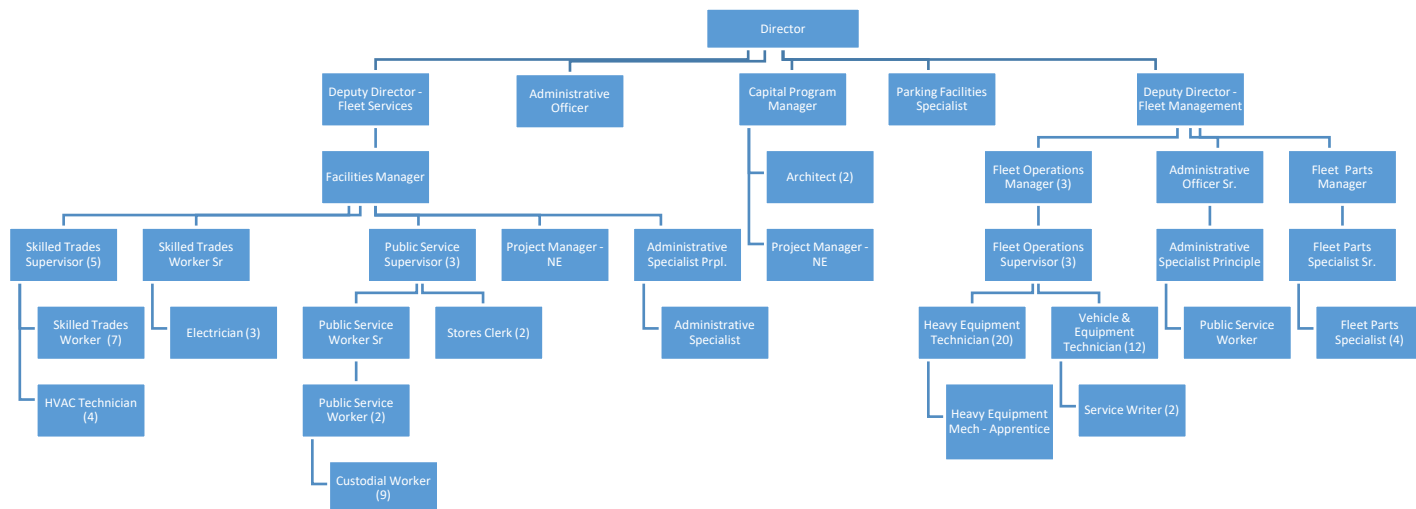 Director
Deputy Director -
Fleet Services
Administrative
Officer
Capital Program
Manager
Parking Facilities
Specialist
Deputy Director -
Fleet Management
Facilities Manager
Architect (2)
Fleet Operations
Manager (3)
Administrative
Officer Sr.
Fleet Parts
Manager
Skilled Trades
Supervisor (5)
Skilled Trades
Worker Sr
Public Service
Supervisor (3)
Project Manager -
NE
Administrative
Specialist Prpl.
Project Manager -
NE
Fleet Operations
Supervisor (3)
Administrative
Specialist Principle
Fleet Parts
Specialist Sr.
Skilled Trades
Worker (7)
Electrician (3)
Public Service
Worker Sr
Stores Clerk (2)
Administrative
Specialist
Heavy Equipment
Technician (20)
Vehicle &
Equipment
Technician (12)
Public Service
Worker
Fleet Parts
Specialist (4)
HVAC Technician
(4)
Public Service
Worker (2)
Heavy Equipment
Mech - Apprentice
Service Writer (2)
Custodial Worker
(9)